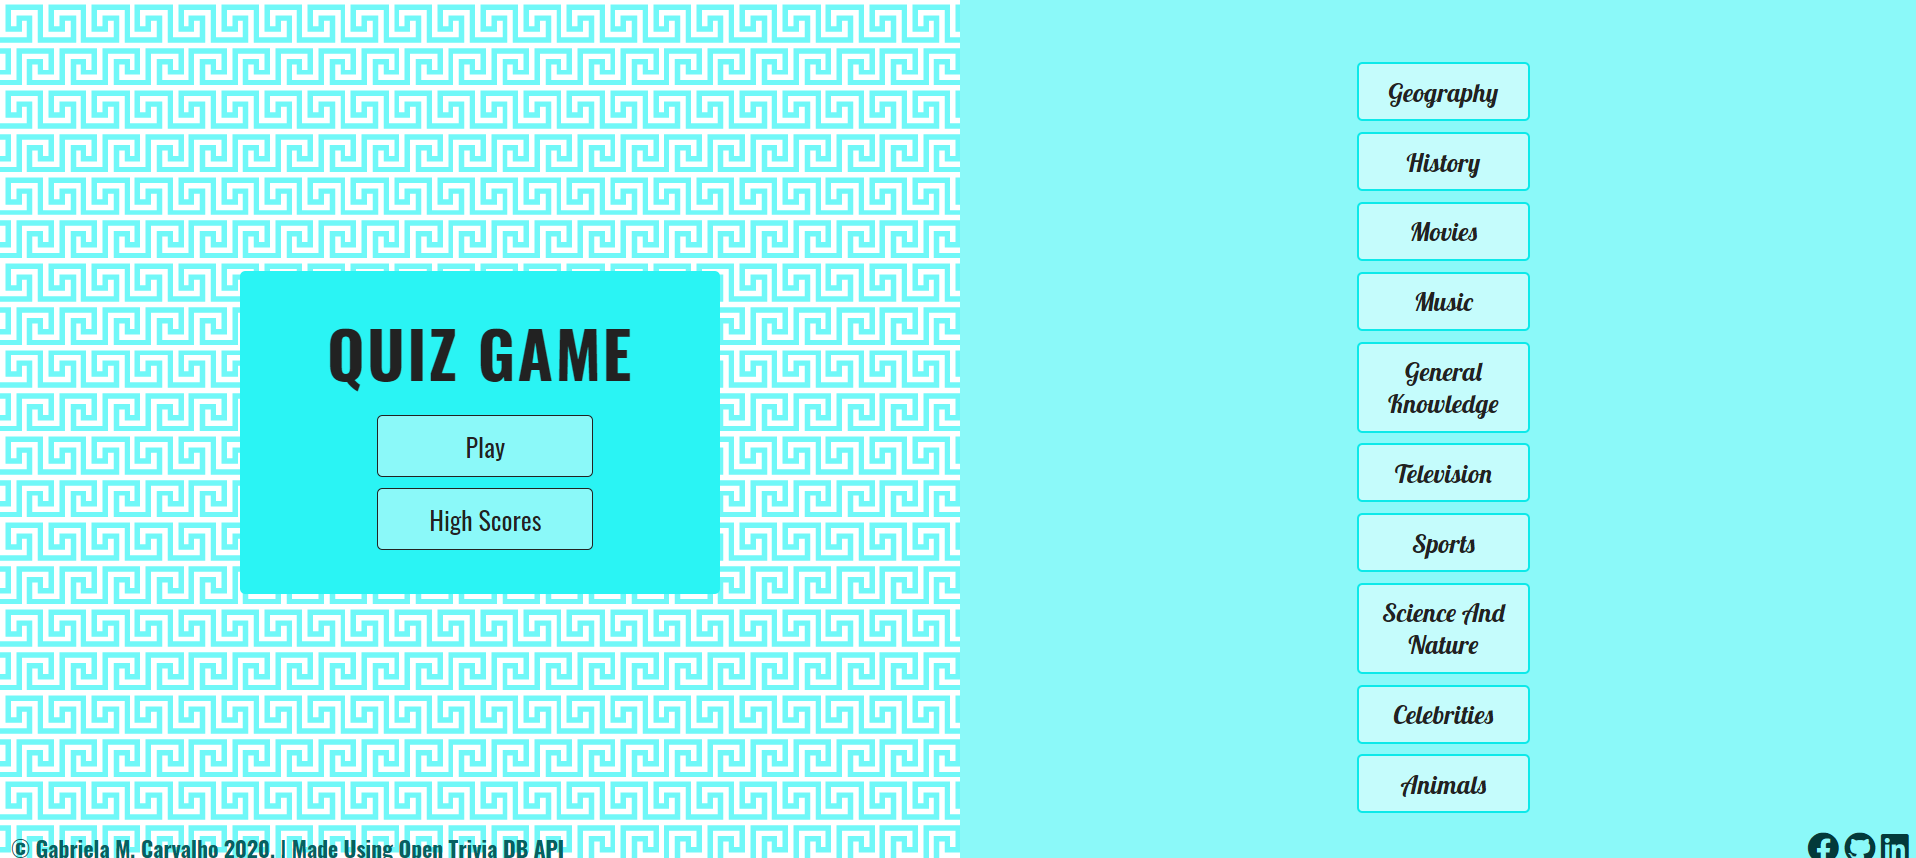 QUIZ GAME
Play
High Scores
© Gabriela M. Carvalho 2020. | Made Using Open Trivia DB API
Geography
History
Movies
Music
General
Knowledge
Television
Sports
Science And
Nature
Celebrities
Animals
in